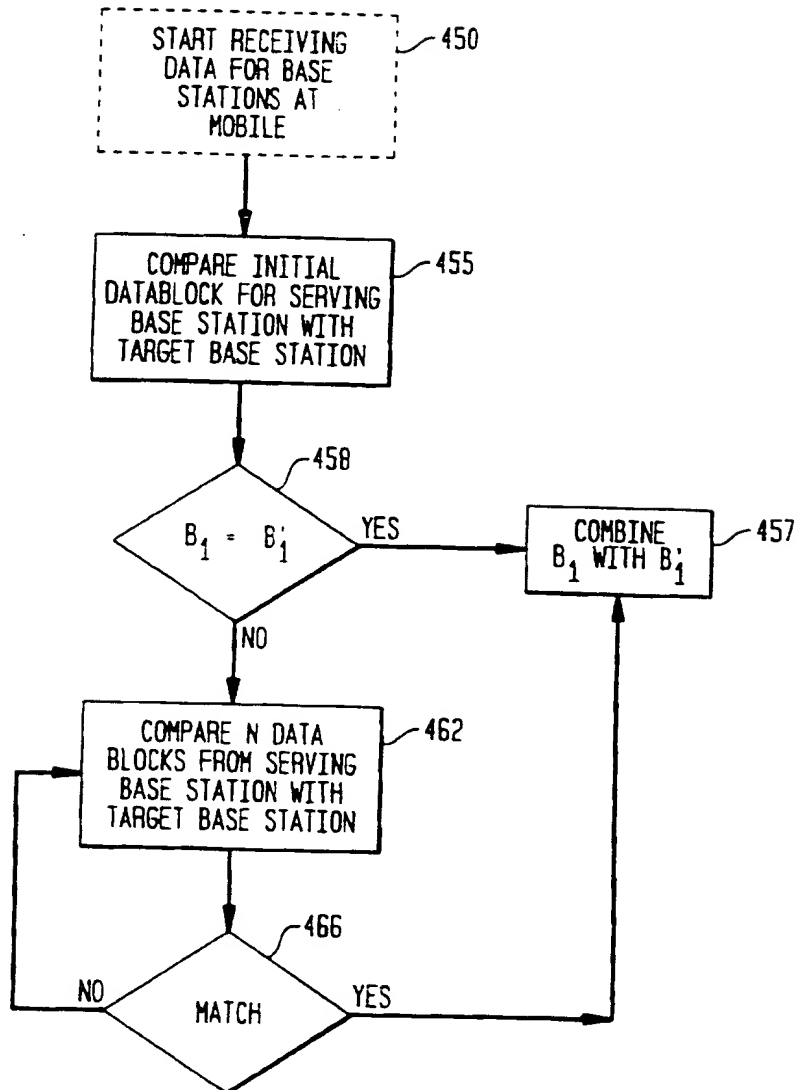 START RECEIVING
DATA FOR BASE
STATIONS AT
MOBILE
450
COMPARE INITIAL
DATABLOCK FOR SERVING
BASE STATION WITH
TARGET BASE STATION
455
458
B₁ = B'₁
YES
COMBINE
B₁ WITH B'₁
457
NO
COMPARE N DATA
BLOCKS FROM SERVING
BASE STATION WITH
TARGET BASE STATION
462
466
NO
MATCH
YES